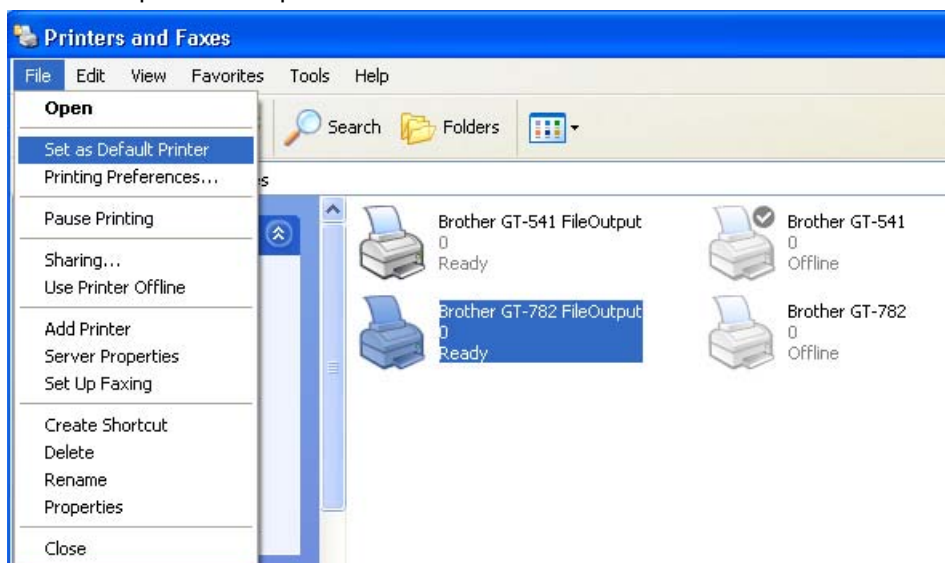 Printers and Faxes
File Edit View Favorites Tools Help
Search Folders
Open
Set as Default Printer
Printing Preferences...
Pause Printing
Sharing...
Use Printer Offline
Add Printer
Server Properties
Set Up Faxing
Create Shortcut
Delete
Rename
Properties
Close
Brother GT-541 FileOutput
0
Ready
Brother GT-541
0
Offline
Brother GT-782 FileOutput
0
Ready
Brother GT-782
0
Offline